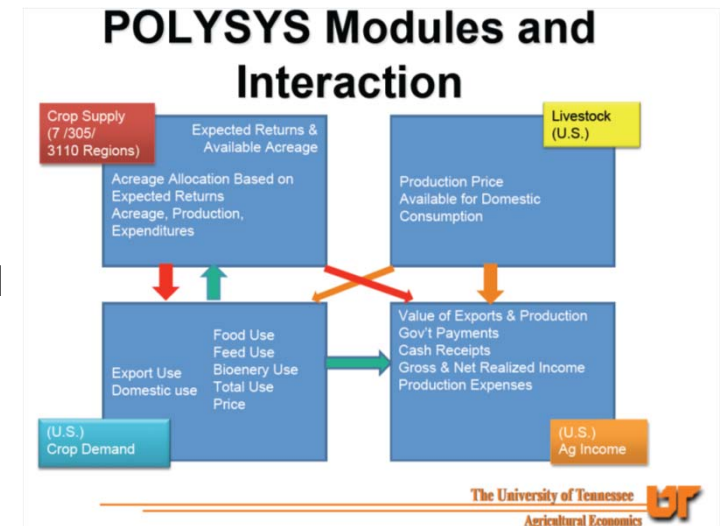 POLYSYS Modules and
Interaction
Crop Supply
(7 /305/
3110 Regions)
Expected Returns &
Available Acreage
Acreage Allocation Based on
Expected Returns
Acreage, Production,
Expenditures
Livestock
(U.S.)
Production Price
Available for Domestic
Consumption
Export Use
Domestic use
Food Use
Feed Use
Bioenery Use
Total Use
Price
(U.S.)
Crop Demand
Value of Exports & Production
Gov't Payments
Cash Receipts
Gross & Net Realized Income
Production Expenses
(U.S.)
Ag Income
The University of Tennessee
UT
Agricultural Economics